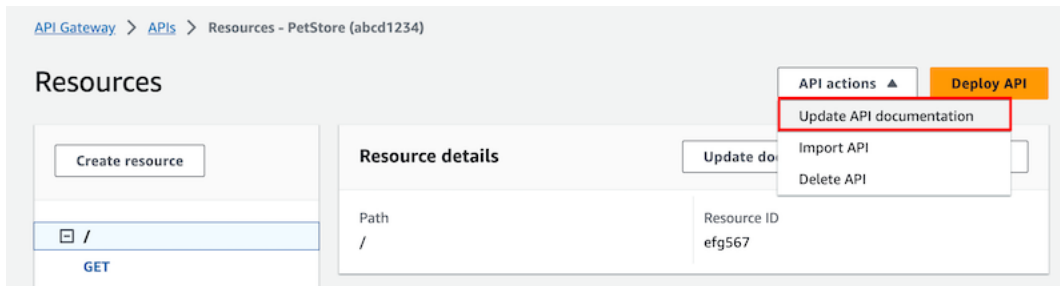 API Gateway > APIs > Resources - PetStore (abcd1234)
Resources
API actions ▲ Deploy API
Update API documentation
Import API
Delete API
Create resource
Resource details
Update do
Path
/
Resource ID
efg567
/
GET